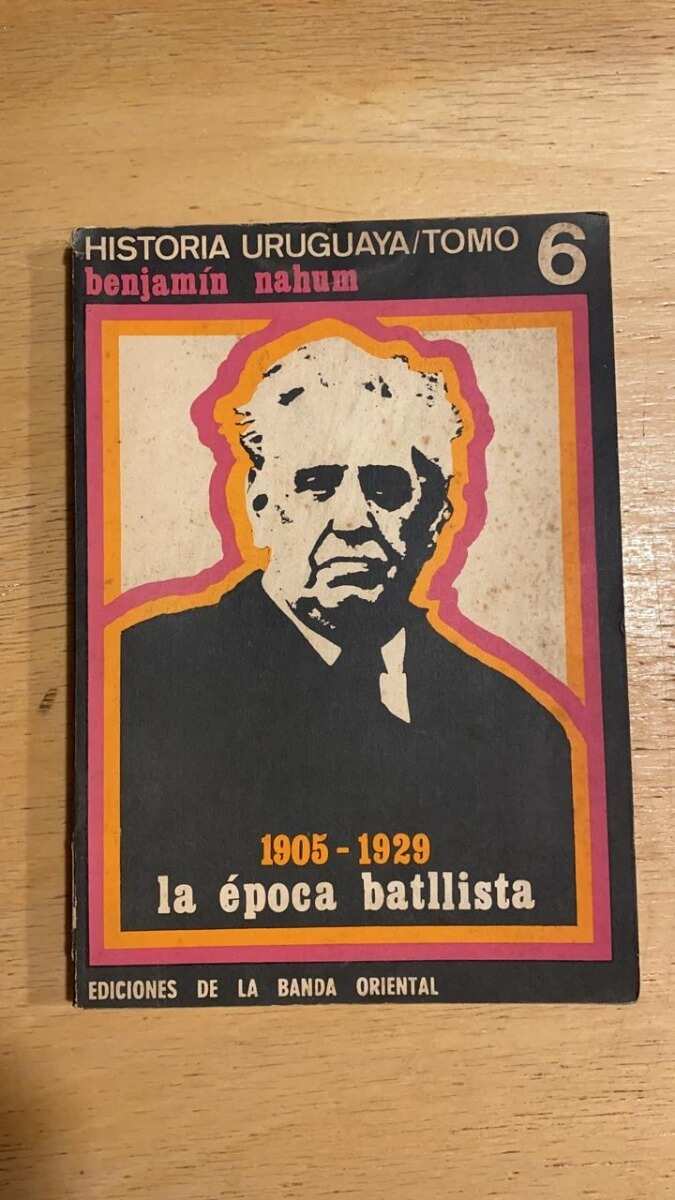 HISTORIA URUGUAYA/TOMO 6
benjamín nahum
1905 - 1929
la época batllista
EDICIONES DE LA BANDA ORIENTAL